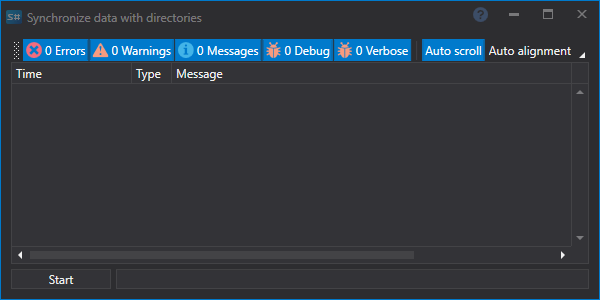 S# Synchronize data with directories ?
0 Errors 0 Warnings 0 Messages 0 Debug 0 Verbose Auto scroll Auto alignment
Time Type Message
Start